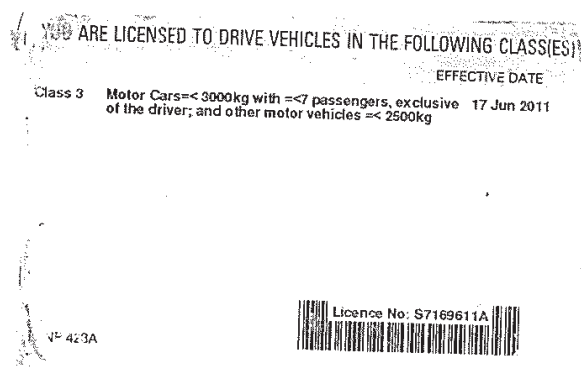 YOU ARE LICENSED TO DRIVE VEHICLES IN THE FOLLOWING CLASS(ES)
EFFECTIVE DATE
Class 3 Motor Cars=< 3000kg with =<7 passengers, exclusive 17 Jun 2011
of the driver; and other motor vehicles =< 2500kg
Licence No: S7169611A
423A